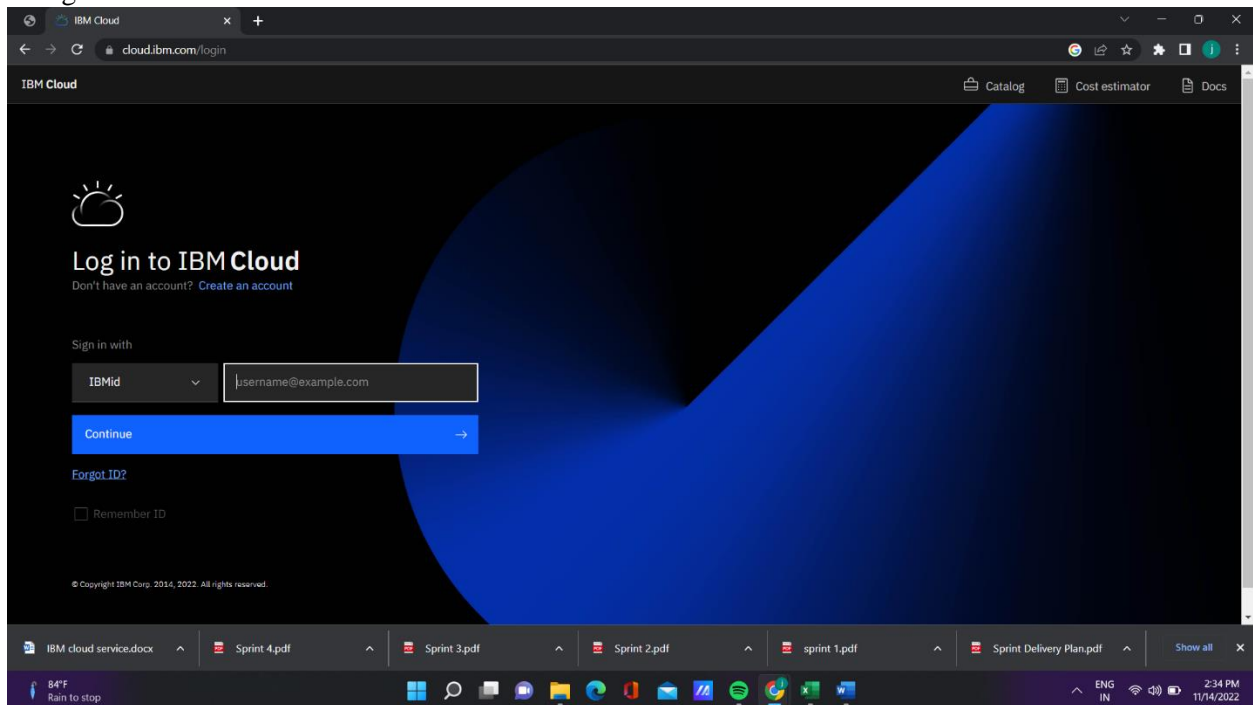 IBM Cloud
cloud.ibm.com/login
j
IBM Cloud
Catalog
Cost estimator
Docs
Log in to IBM Cloud
Don't have an account? Create an account
Sign in with
IBMid
username@example.com
Continue
Forgot ID?
Remember ID
© Copyright IBM Corp. 2014, 2022. All rights reserved.
IBM cloud service.docx
Sprint 4.pdf
Sprint 3.pdf
Sprint 2.pdf
sprint 1.pdf
Sprint Delivery Plan.pdf
Show all
84°F
Rain to stop
ENG
IN
2:34 PM
11/14/2022